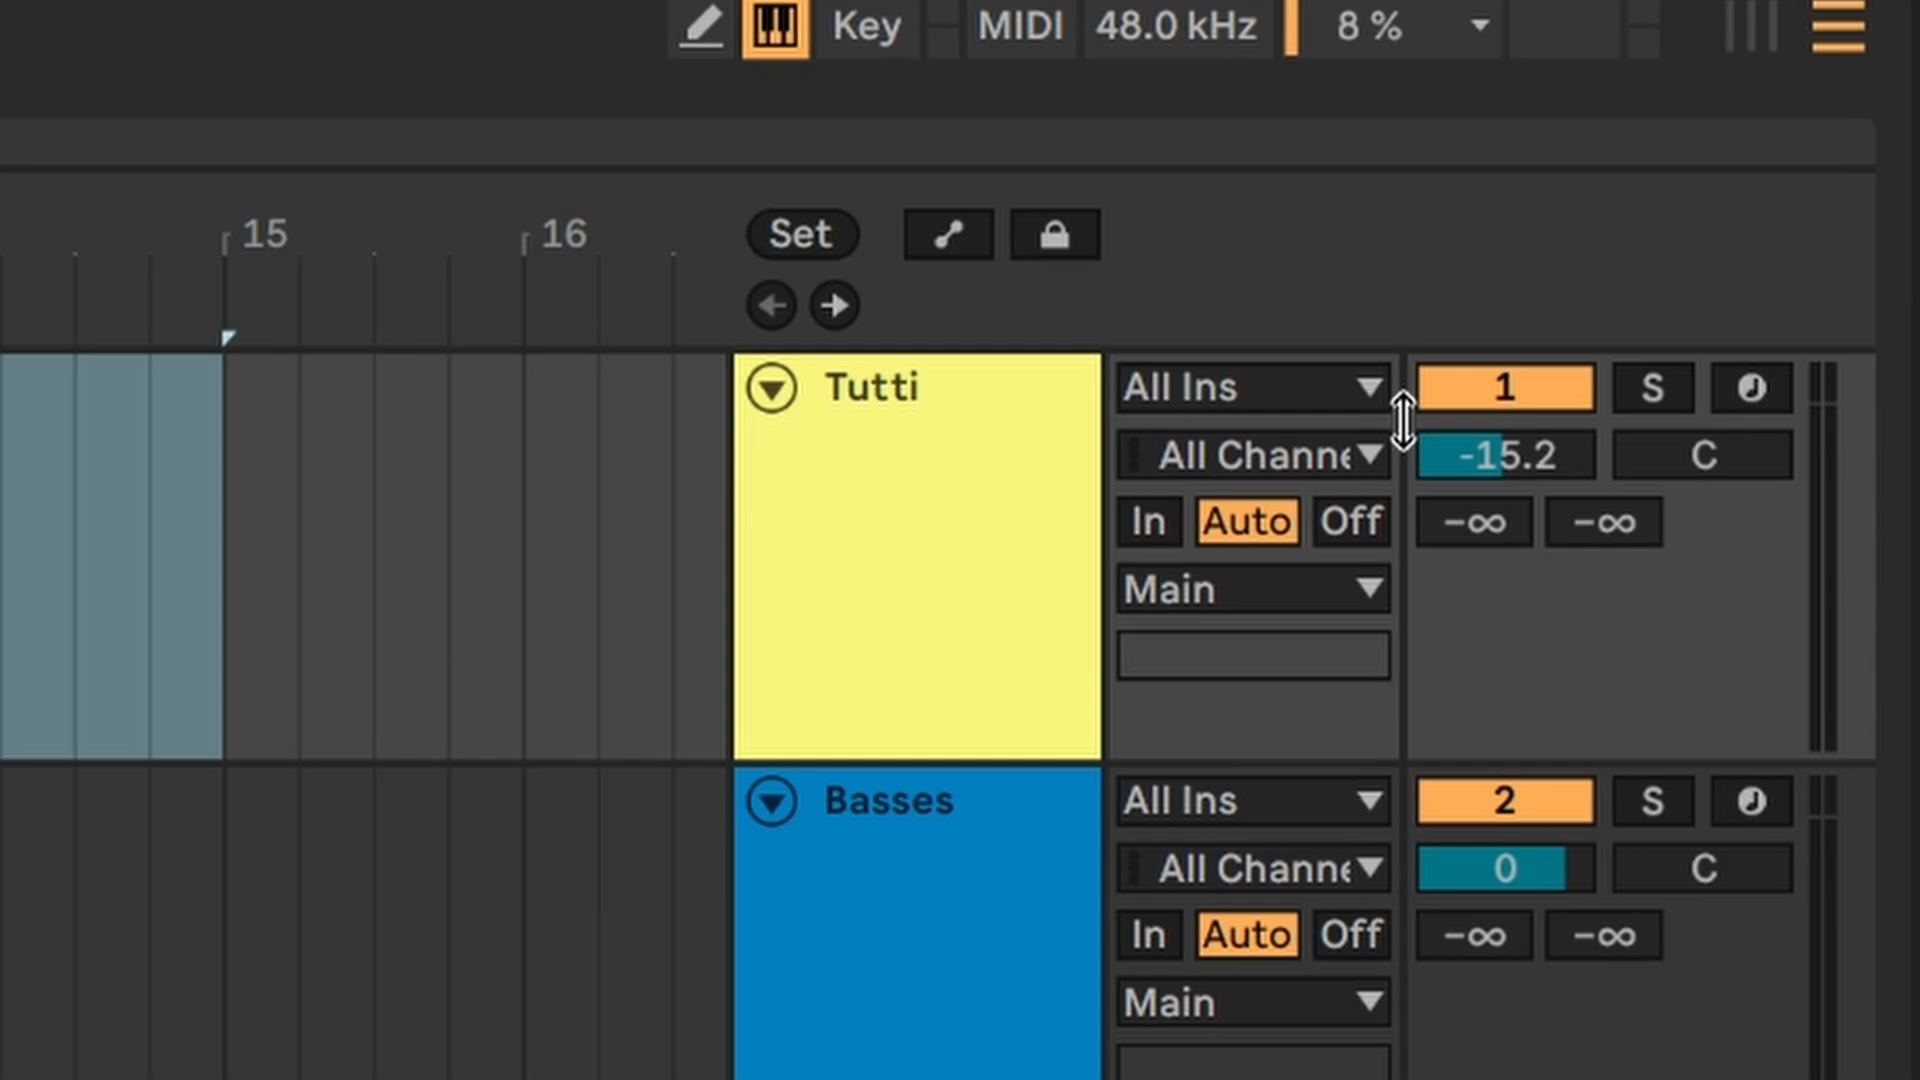 Key MIDI 48.0 kHz 8 %
15 16 Set
Tutti All Ins 1 S
All Channe -15.2 C
In Auto Off -∞ -∞
Main
Basses All Ins 2 S
All Channe 0 C
In Auto Off -∞ -∞
Main